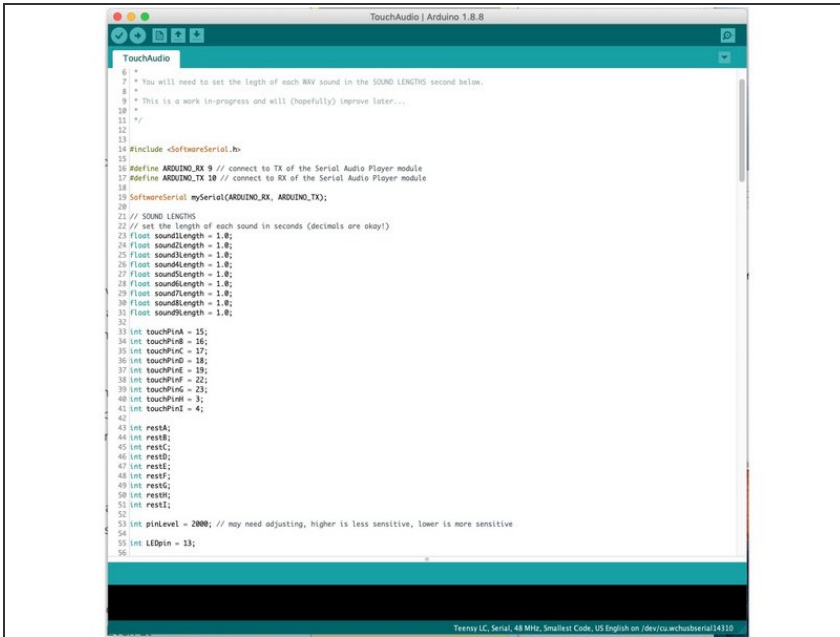 TouchAudio | Arduino 1.8.8
TouchAudio
6 *
7 * You will need to set the legth of each WAV sound in the SOUND LENGTHS second below.
8 *
9 * This is a work in-progress and will (hopefully) improve later...
10 *
11 */
12
13
14 #include <SoftwareSerial.h>
15
16 #define ARDUINO_RX 9 // connect to TX of the Serial Audio Player module
17 #define ARDUINO_TX 10 // connect to RX of the Serial Audio Player module
18
19 SoftwareSerial mySerial(ARDUINO_RX, ARDUINO_TX);
20
21 // SOUND LENGTHS
22 // set the length of each sound in seconds (decimals are okay!)
23 float sound1Length = 1.0;
24 float sound2Length = 1.0;
25 float sound3Length = 1.0;
26 float sound4Length = 1.0;
27 float sound5Length = 1.0;
28 float sound6Length = 1.0;
29 float sound7Length = 1.0;
30 float sound8Length = 1.0;
31 float sound9Length = 1.0;
32
33 int touchPinA = 15;
34 int touchPinB = 16;
35 int touchPinC = 17;
36 int touchPinD = 18;
37 int touchPinE = 19;
38 int touchPinF = 22;
39 int touchPinG = 23;
40 int touchPinH = 3;
41 int touchPinI = 4;
42
43 int restA;
44 int restB;
45 int restC;
46 int restD;
47 int restE;
48 int restF;
49 int restG;
50 int restH;
51 int restI;
52
53 int pinLevel = 2000; // may need adjusting, higher is less sensitive, lower is more sensitive
54
55 int LEDpin = 13;
56
Teensy LC, Serial, 48 MHz, Smallest Code, US English on /dev/cu.wchusbserial14310